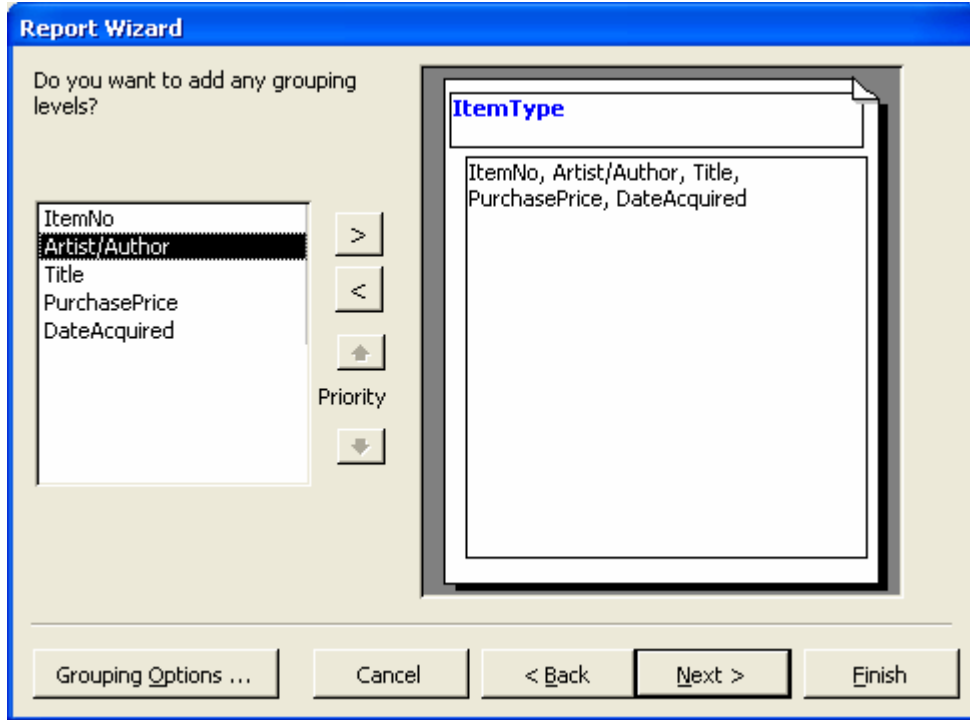 Report Wizard
Do you want to add any grouping
levels?
ItemNo
Artist/Author
Title
PurchasePrice
DateAcquired
>
<
Priority
ItemType
ItemNo, Artist/Author, Title,
PurchasePrice, DateAcquired
Grouping Options ...
Cancel
< Back
Next >
Finish